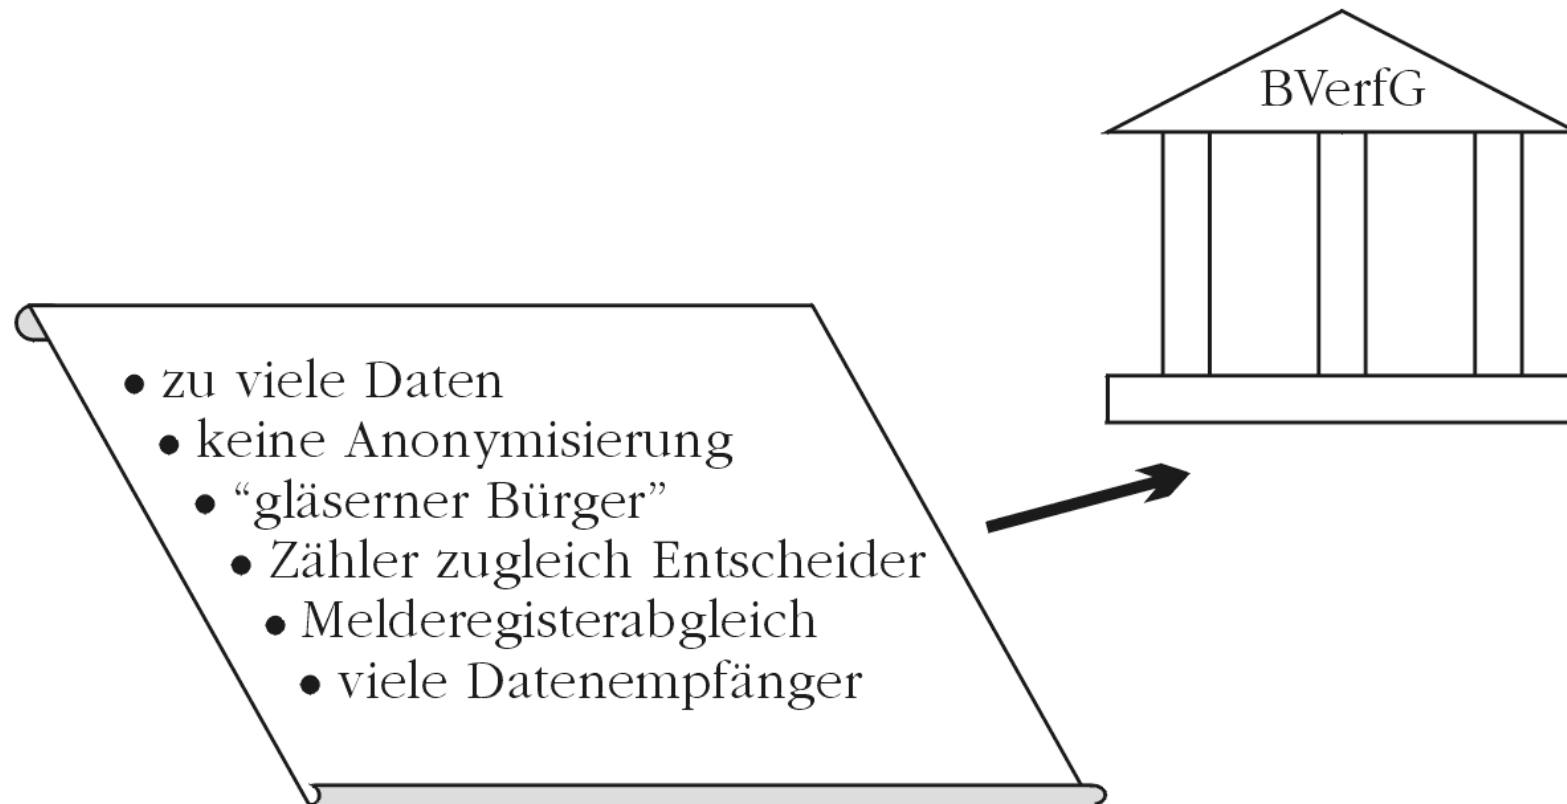 BVerfG
• zu viele Daten
• keine Anonymisierung
• “gläserner Bürger”
• Zähler zugleich Entscheider
• Melderegisterabgleich
• viele Datenempfänger